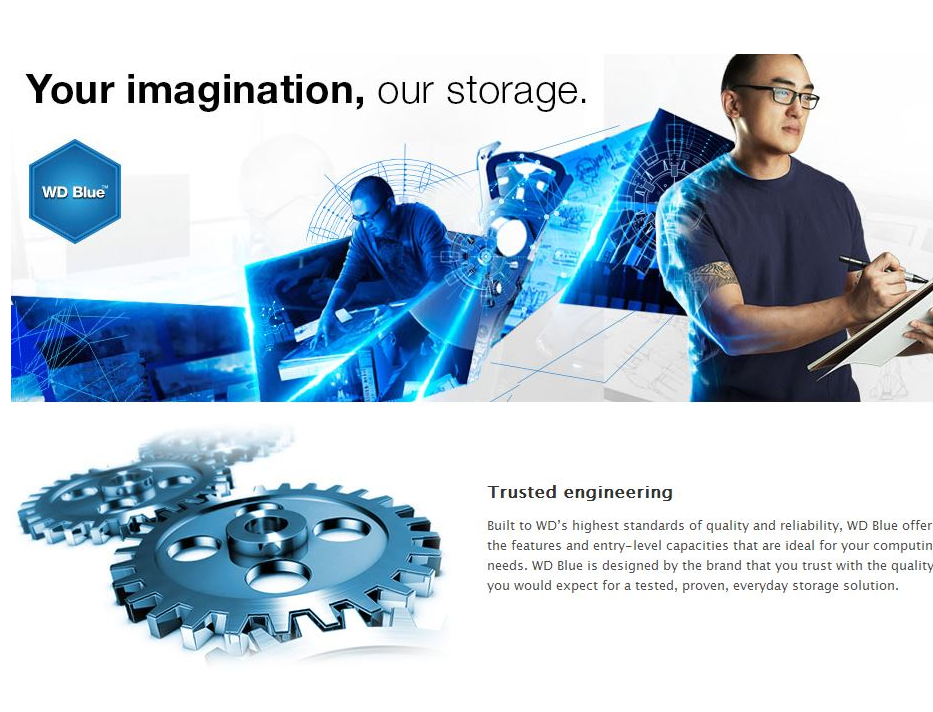 Your imagination, our storage.
WD Blue™
Trusted engineering
Built to WD’s highest standards of quality and reliability, WD Blue offer
the features and entry-level capacities that are ideal for your computin
needs. WD Blue is designed by the brand that you trust with the quality
you would expect for a tested, proven, everyday storage solution.